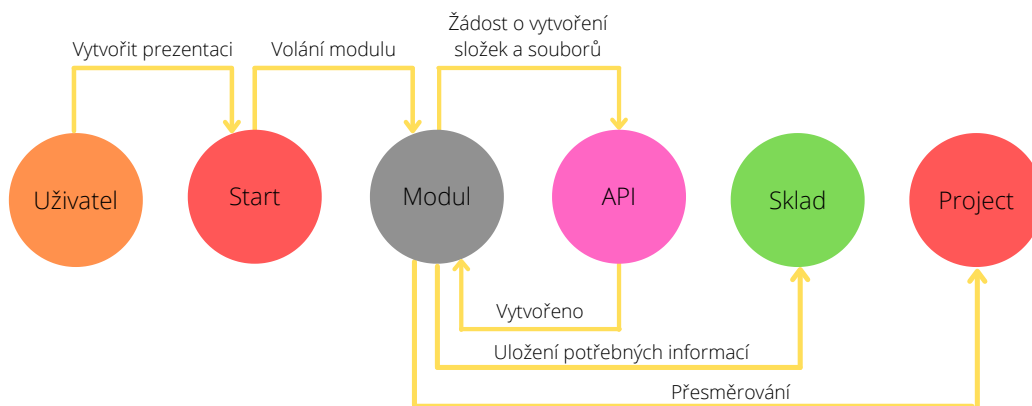 Žádost o vytvoření
složek a souborů
Vytvořit prezentaci
Volání modulu
Uživatel
Start
Modul
API
Sklad
Project
Vytvořeno
Uložení potřebných informací
Přesměrování